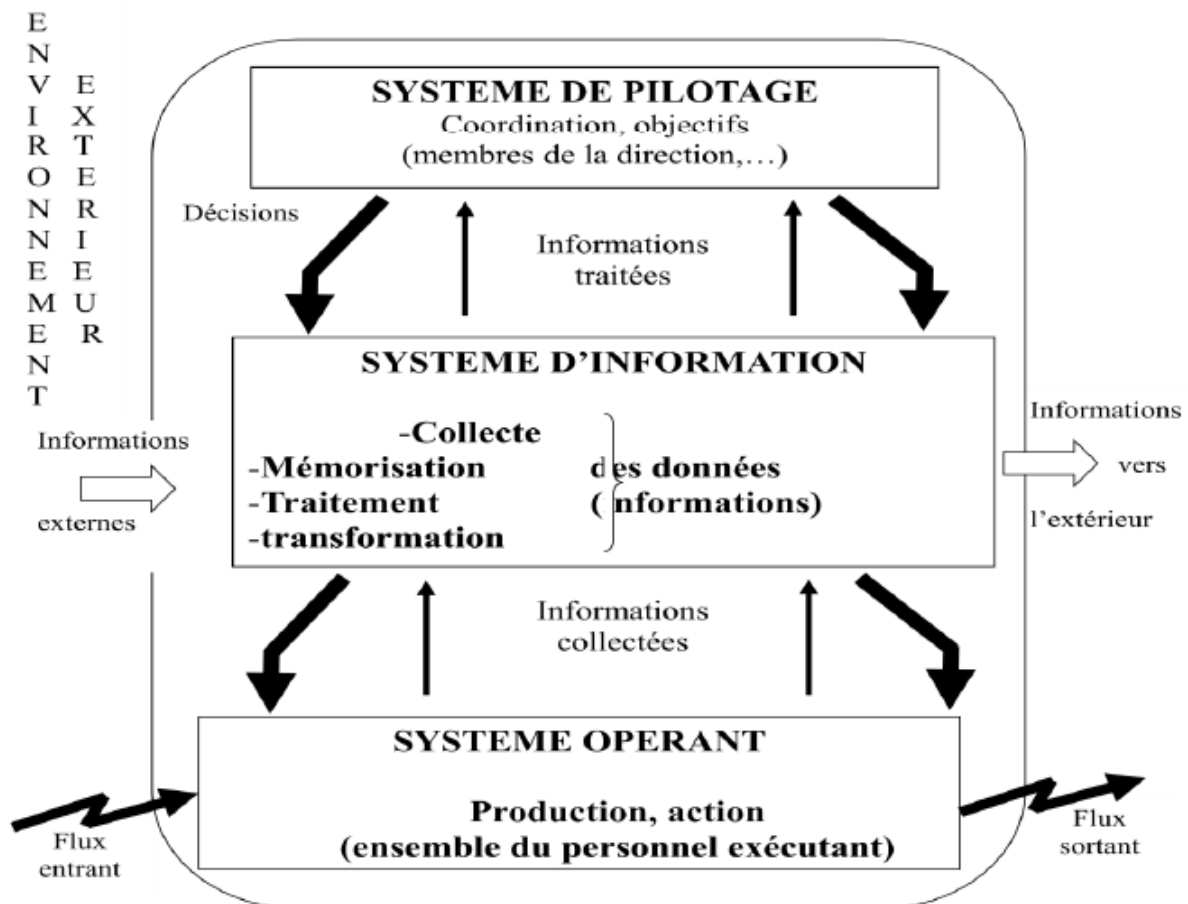 ENVIRONNEMENT
EXTERIEUR
SYSTEME DE PILOTAGE
Coordination, objectifs
(membres de la direction,…)
Décisions
Informations
traitées
SYSTEME D’INFORMATION
-Collecte
-Mémorisation
-Traitement
-transformation
des données
(informations)
Informations
externes
Informations
vers
l’extérieur
Informations
collectées
SYSTEME OPERANT
Production, action
(ensemble du personnel exécutant)
Flux
entrant
Flux
sortant